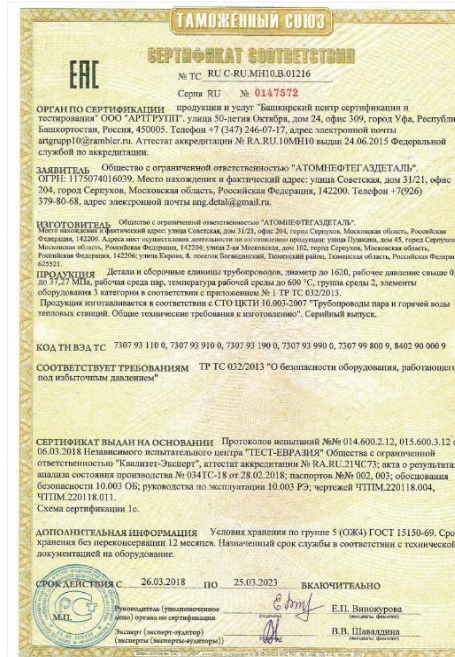 ТАМОЖЕННЫЙ СОЮЗ
СЕРТИФИКАТ СООТВЕТСТВИЯ
ЕАС
№ ТС RU C-RU.МН10.В.01216
Серия RU № 0147572
ОРГАН ПО СЕРТИФИКАЦИИ продукции и услуг "Башкирский центр сертификации и
тестирования" ООО "АРТГРУПП", улица 50-летия Октября, дом 24, офис 309, город Уфа, Республи
Башкортостан, Россия, 450005. Телефон +7 (347) 246-07-17, адрес электронной почты
artgrupp10@rambler.ru. Аттестат аккредитации № RA.RU.10МН10 выдан 24.06.2015 Федеральной
службой по аккредитации.
ЗАЯВИТЕЛЬ Общество с ограниченной ответственностью "АТОМНЕФТЕГАЗДЕТАЛЬ".
ОГРН: 1175074016039. Место нахождения и фактический адрес: улица Советская, дом 31/21, офис
204, город Серпухов, Московская область, Российская Федерация, 142200. Телефон +7(926)
379-80-68, адрес электронной почты ang.detal@gmail.ru.
ИЗГОТОВИТЕЛЬ Общество с ограниченной ответственностью "АТОМНЕФТЕГАЗДЕТАЛЬ".
Место нахождения и фактический адрес: улица Советская, дом 31/21, офис 204, город Серпухов, Московская область, Российская
Федерация, 142200. Адреса мест осуществления деятельности по изготовлению продукции: улица Пушкина, дом 45, город Серпухов
Московская область, Российская Федерация, 142204; улица 2-ая Московская, дом 102, город Серпухов, Московская область,
Российская Федерация, 142206; улица Кирова, 8, поселок Богандинский, Тюменский район, Тюменская область, Российская Федера
625521.
ПРОДУКЦИЯ Детали и сборочные единицы трубопроводов, диаметр до 1620, рабочее давление свыше 0,
до 37,27 МПа, рабочая среда пар, температура рабочей среды до 600 °С, группа среды 2, элементы
оборудования 3 категории в соответствии с приложением № 1 ТР ТС 032/2013.
Продукция изготавливается в соответствии с СТО ЦКТИ 10.003-2007 "Трубопроводы пара и горячей воды
тепловых станций. Общие технические требования к изготовлению". Серийный выпуск.
КОД ТН ВЭД ТС 7307 93 110 0, 7307 93 910 0, 7307 93 190 0, 7307 93 990 0, 7307 99 800 9, 8402 90 000 9
СООТВЕТСТВУЕТ ТРЕБОВАНИЯМ ТР ТС 032/2013 "О безопасности оборудования, работающего
под избыточным давлением"
СЕРТИФИКАТ ВЫДАН НА ОСНОВАНИИ Протоколов испытаний №№ 014.600.2.12, 015.600.3.12 о
06.03.2018 Независимого испытательного центра "ТЕСТ-ЕВРАЗИЯ" Общества с ограниченной
ответственностью "Квалитет-Эксперт", аттестат аккредитации № RA.RU.21ЧС73; акта о результата
анализа состояния производства № 034ТС-18 от 28.02.2018; паспортов №№ 002, 003; обоснования
безопасности 10.003 ОБ; руководства по эксплуатации 10.003 РЭ; чертежей ЧТПМ.220118.004,
ЧТПМ.220118.011.
Схема сертификации 1с.
ДОПОЛНИТЕЛЬНАЯ ИНФОРМАЦИЯ Условия хранения по группе 5 (ОЖ4) ГОСТ 15150-69. Сро
хранения без переконсервации 12 месяцев. Назначенный срок службы в соответствии с технической
документацией на оборудование.
СРОК ДЕЙСТВИЯ С 26.03.2018 ПО 25.03.2023 ВКЛЮЧИТЕЛЬНО
М.П.
Руководитель (уполномоченное
лицо) органа по сертификации
Е.П. Винокурова
Эксперт (эксперт-аудитор)
(эксперты (эксперты-аудиторы))
В.В. Шавалдина